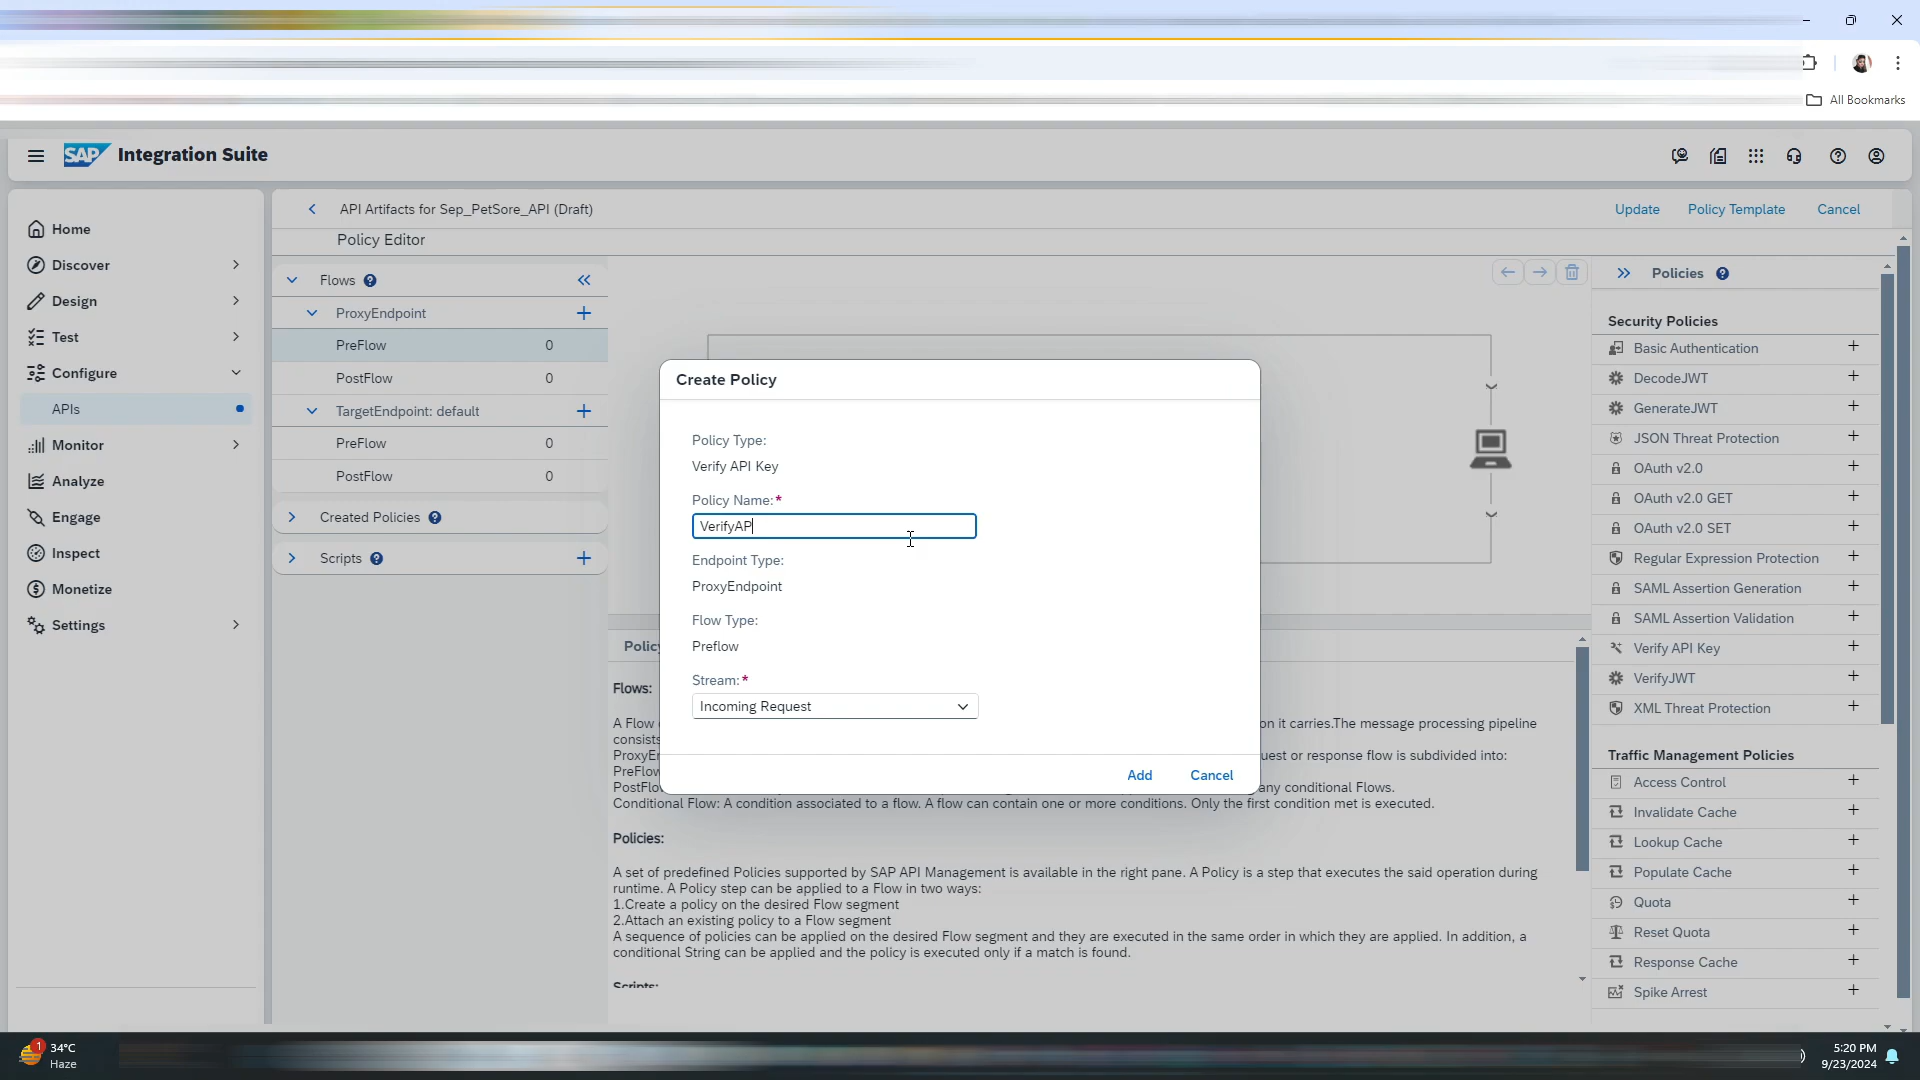 All Bookmarks
SAP Integration Suite
Home
Discover
Design
Test
Configure
APIs
Monitor
Analyze
Engage
Inspect
Monetize
Settings
API Artifacts for Sep_PetSore_API (Draft)
Update Policy Template Cancel
Policy Editor
Flows
ProxyEndpoint
PreFlow 0
PostFlow 0
TargetEndpoint: default
PreFlow 0
PostFlow 0
Created Policies
Scripts
Create Policy
Policy Type:
Verify API Key
Policy Name:*
VerifyAP
Endpoint Type:
ProxyEndpoint
Flow Type:
Preflow
Stream:*
Incoming Request
Add Cancel
Flows:
A Flow on it carries.The message processing pipeline
consists
uest or response flow is subdivided into:
any conditional Flows.
Conditional Flow: A condition associated to a flow. A flow can contain one or more conditions. Only the first condition met is executed.
Policies:
A set of predefined Policies supported by SAP API Management is available in the right pane. A Policy is a step that executes the said operation during
runtime. A Policy step can be applied to a Flow in two ways:
1.Create a policy on the desired Flow segment
2.Attach an existing policy to a Flow segment
A sequence of policies can be applied on the desired Flow segment and they are executed in the same order in which they are applied. In addition, a
conditional String can be applied and the policy is executed only if a match is found.
Scripts:
Policies
Security Policies
Basic Authentication
DecodeJWT
GenerateJWT
JSON Threat Protection
OAuth v2.0
OAuth v2.0 GET
OAuth v2.0 SET
Regular Expression Protection
SAML Assertion Generation
SAML Assertion Validation
Verify API Key
VerifyJWT
XML Threat Protection
Traffic Management Policies
Access Control
Invalidate Cache
Lookup Cache
Populate Cache
Quota
Reset Quota
Response Cache
Spike Arrest
1
34°C
Haze
5:20 PM
9/23/2024